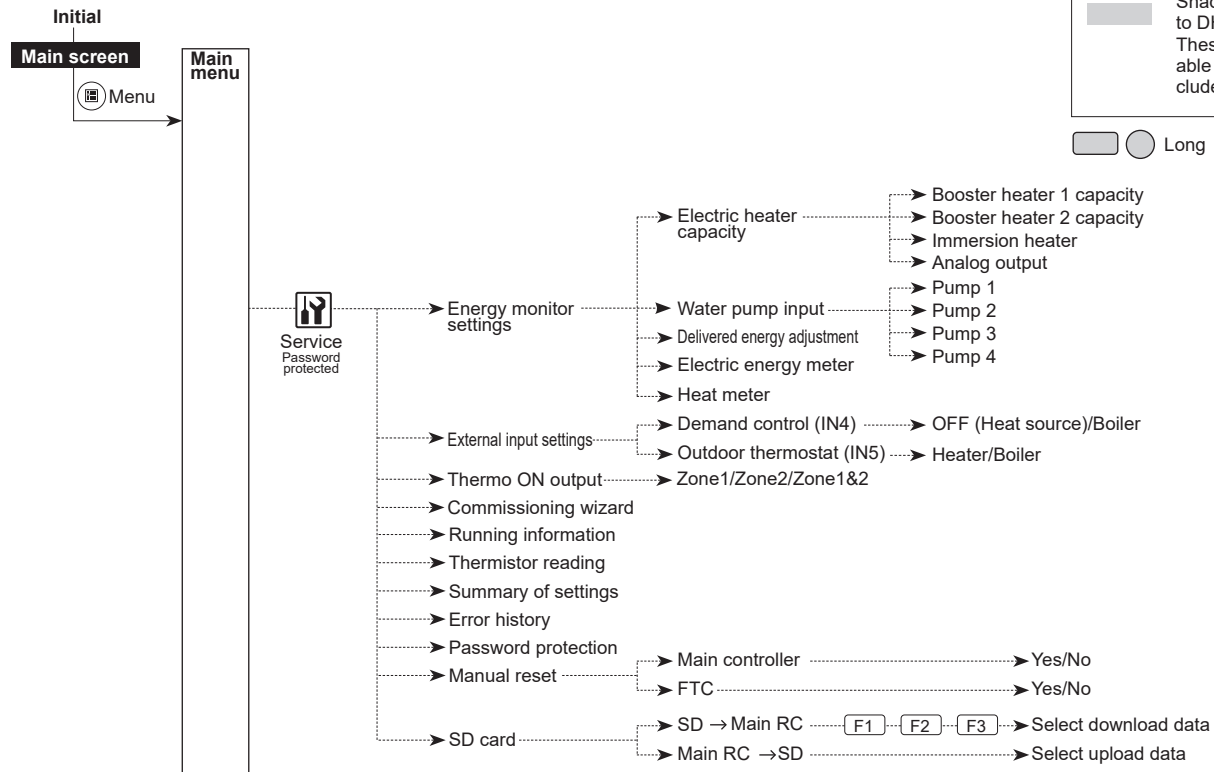 Initial
Main screen
Menu
Main
menu
to DH
Thes
able
clude
Long
Service
Password
protected
Energy monitor
settings
Electric heater
capacity
Booster heater 1 capacity
Booster heater 2 capacity
Immersion heater
Analog output
Water pump input
Pump 1
Pump 2
Pump 3
Pump 4
Delivered energy adjustment
Electric energy meter
Heat meter
External input settings
Demand control (IN4)
OFF (Heat source)/Boiler
Outdoor thermostat (IN5)
Heater/Boiler
Thermo ON output
Zone1/Zone2/Zone1&2
Commissioning wizard
Running information
Thermistor reading
Summary of settings
Error history
Password protection
Manual reset
Main controller
Yes/No
FTC
Yes/No
SD card
SD → Main RC
F1
F2
F3
Select download data
Main RC → SD
Select upload data